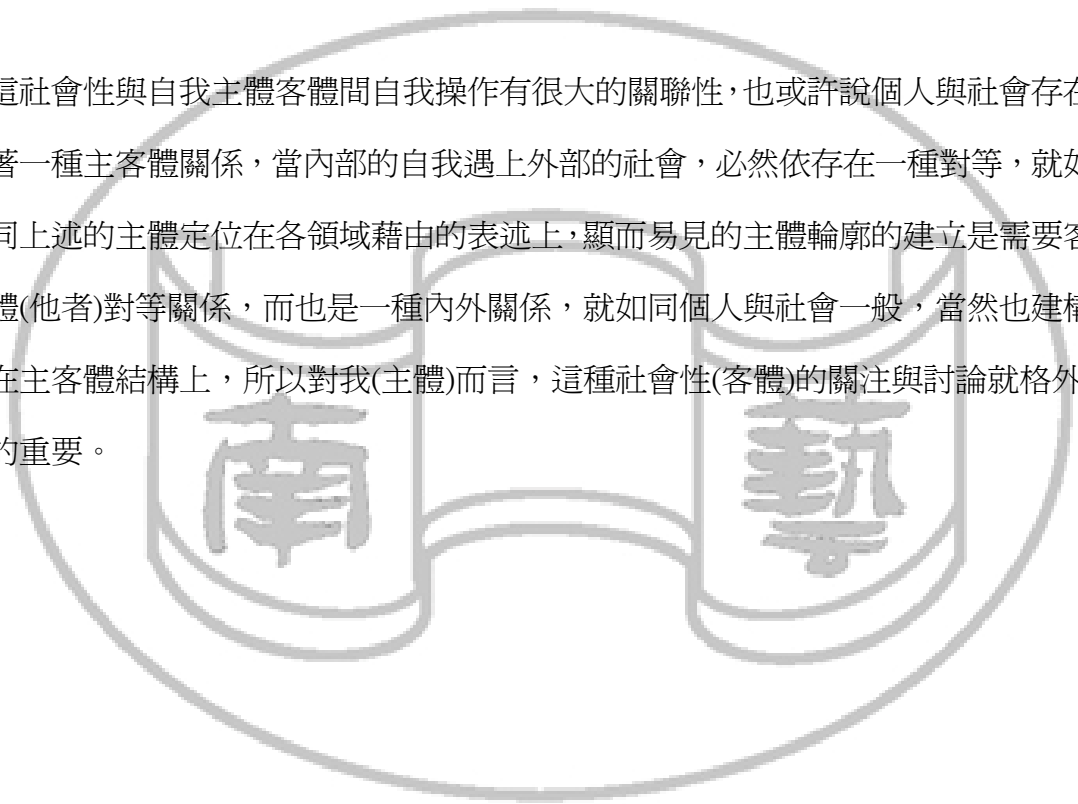 這社會性與自我主體客體間自我操作有很大的關聯性，也或許說個人與社會存在
著一種主客體關係，當內部的自我遇上外部的社會，必然依存在一種對等，就如
同上述的主體定位在各領域藉由的表述上，顯而易見的主體輪廓的建立是需要客
體(他者)對等關係，而也是一種內外關係，就如同個人與社會一般，當然也建構
在主客體結構上，所以對我(主體)而言，這種社會性(客體)的關注與討論就格外
的重要。
南 藝